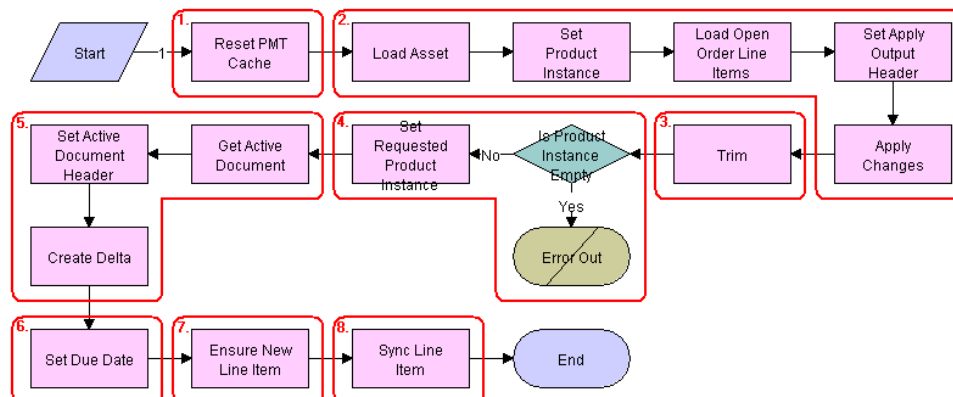 1.
2.
Start
1
Reset PMT
Cache
Load Asset
Set
Product
Instance
Load Open
Order Line
Items
Set Apply
Output
Header
5.
4.
3.
Set Active
Document
Header
Get Active
Document
Set
Requested
Product
Instance
No
Is Product
Instance
Empty
Trim
Apply
Changes
Yes
Create Delta
Error Out
6.
7.
8.
Set Due Date
Ensure New
Line Item
Sync Line
Item
End